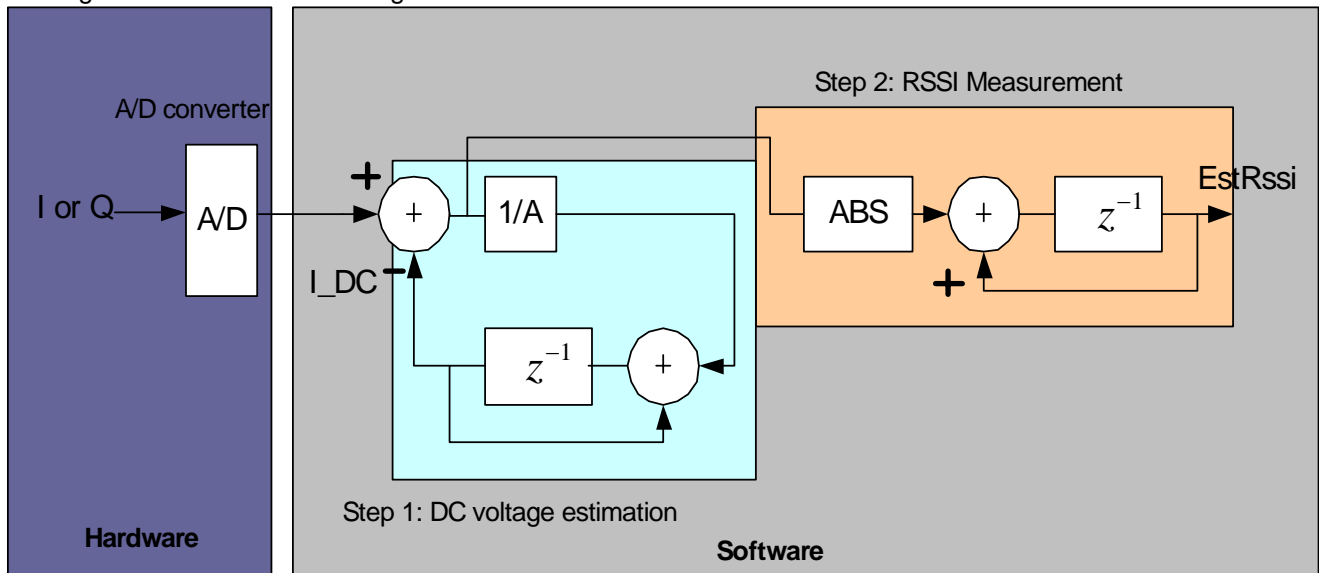 Step 2: RSSI Measurement
A/D converter
EstRssi
I or Q
A/D
+
+
1/A
ABS
+
z⁻¹
I_DC
−
+
z⁻¹
+
Step 1: DC voltage estimation
Hardware
Software